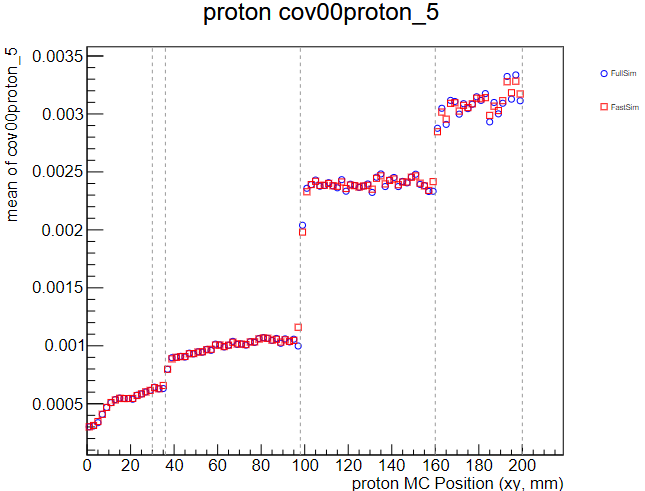 proton cov00proton_5
mean of cov00proton_5
0.0035
0.003
0.0025
0.002
0.0015
0.001
0.0005
0 20 40 60 80 100 120 140 160 180 200
proton MC Position (xy, mm)
FullSim
FastSim